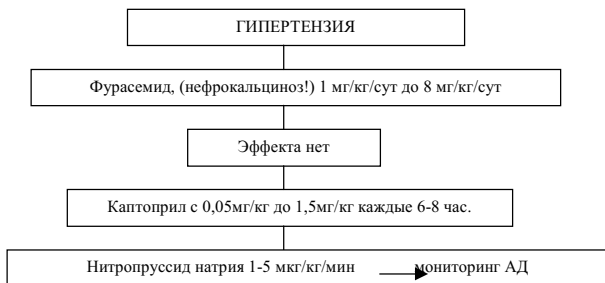 ГИПЕРТЕНЗИЯ
Фурасемид, (нефрокальциноз!) 1 мг/кг/сут до 8 мг/кг/сут
Эффекта нет
Каптоприл с 0,05мг/кг до 1,5мг/кг каждые 6-8 час.
Нитропруссид натрия 1-5 мкг/кг/мин мониторинг АД